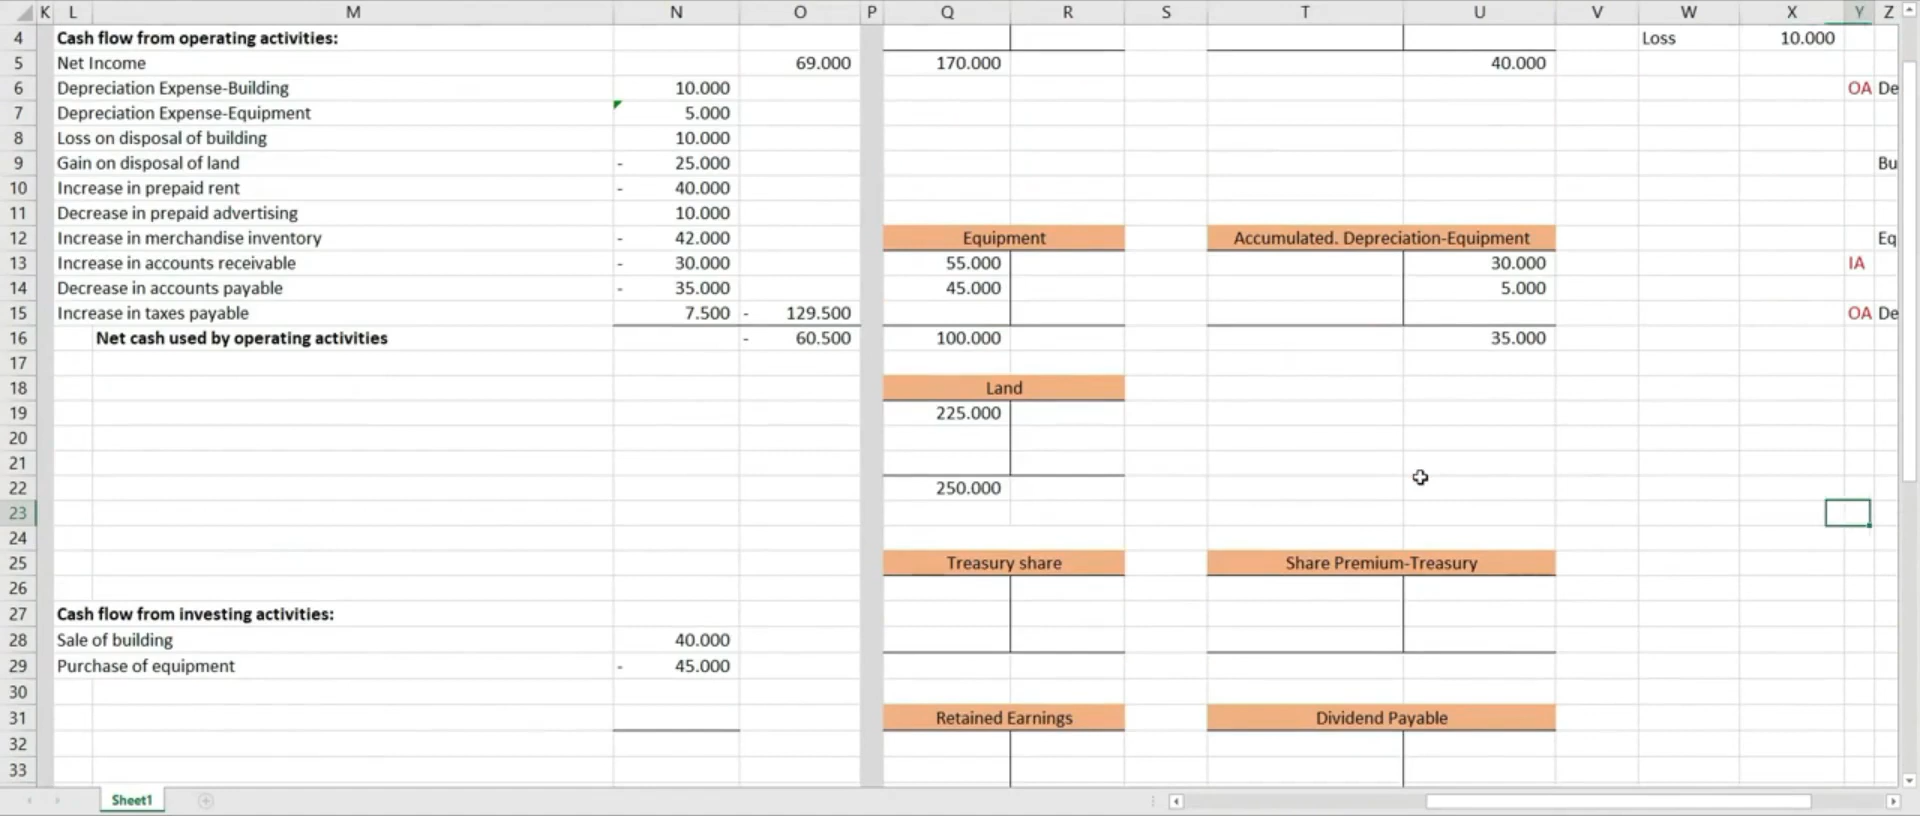 K L M N O P Q R S T U V W X Y Z
4 Cash flow from operating activities: Loss 10.000
5 Net Income 69.000 170.000 40.000
6 Depreciation Expense-Building 10.000 OA De
7 Depreciation Expense-Equipment 5.000
8 Loss on disposal of building 10.000
9 Gain on disposal of land - 25.000 Bu
10 Increase in prepaid rent - 40.000
11 Decrease in prepaid advertising 10.000
12 Increase in merchandise inventory - 42.000 Equipment Accumulated. Depreciation-Equipment Eq
13 Increase in accounts receivable - 30.000 55.000 30.000 IA
14 Decrease in accounts payable - 35.000 45.000 5.000
15 Increase in taxes payable 7.500 - 129.500 OA De
16 Net cash used by operating activities - 60.500 100.000 35.000
17
18 Land
19 225.000
20
21
22 250.000
23
24
25 Treasury share Share Premium-Treasury
26
27 Cash flow from investing activities:
28 Sale of building 40.000
29 Purchase of equipment - 45.000
30
31 Retained Earnings Dividend Payable
32
33
Sheet1